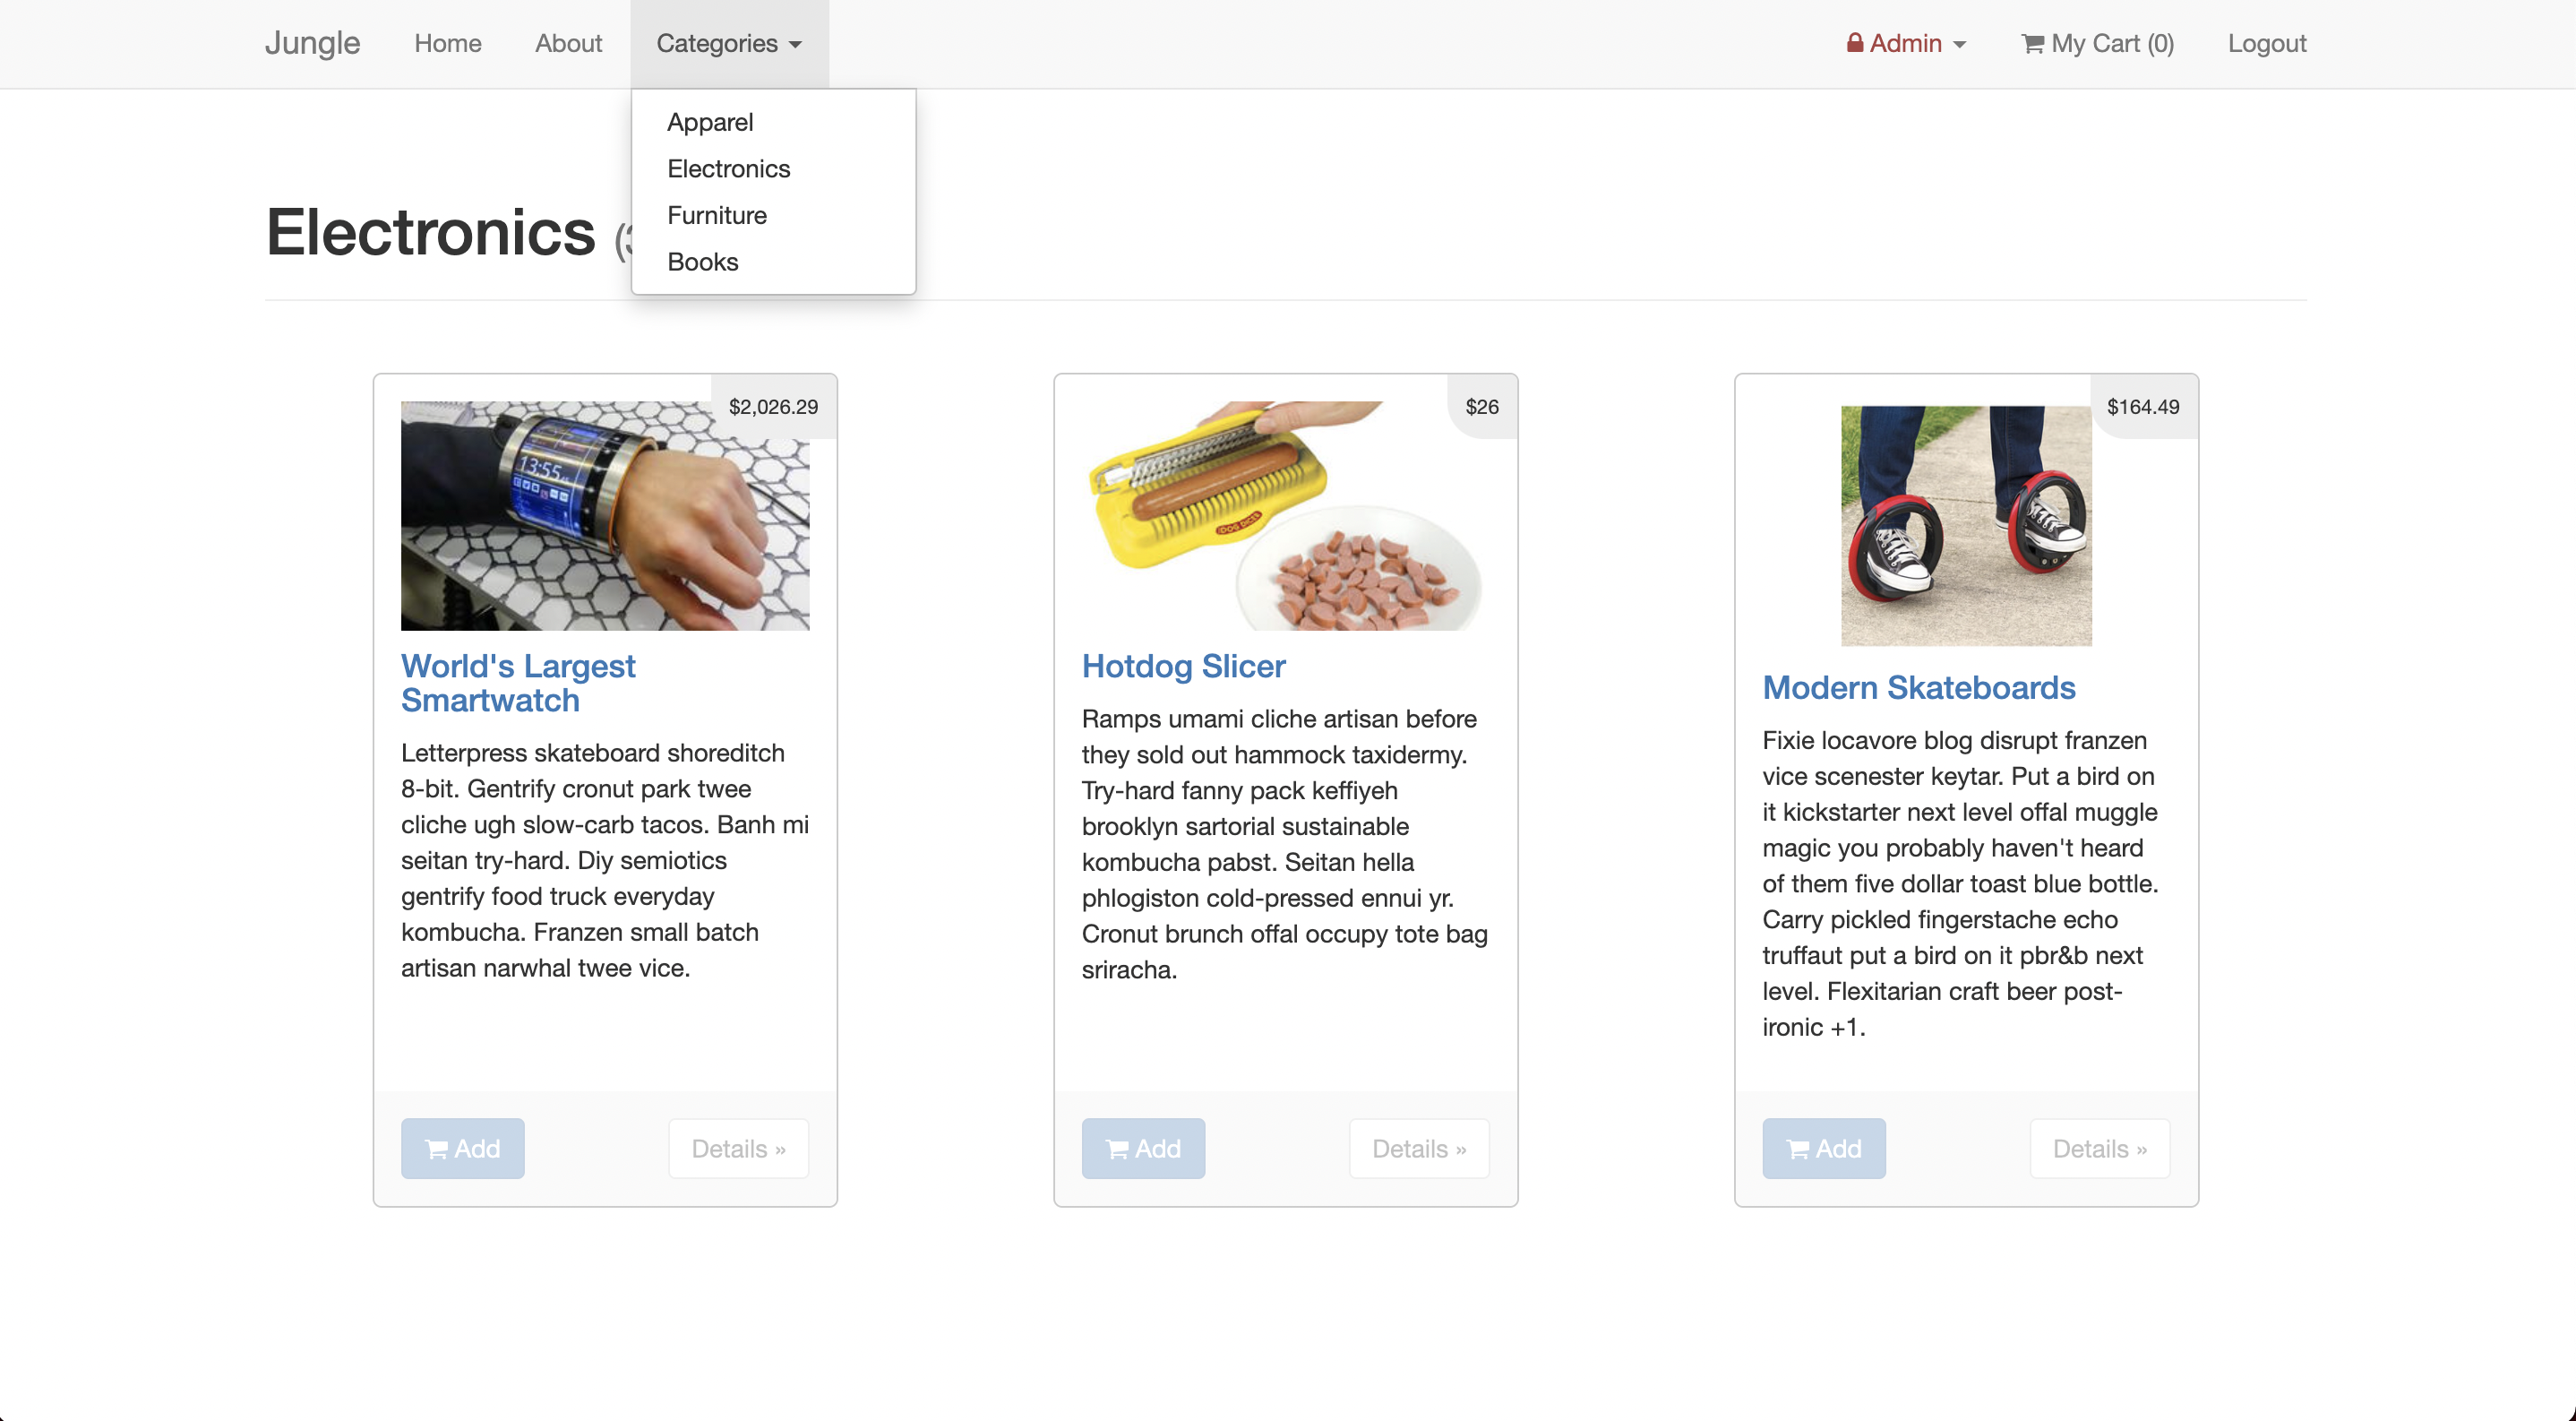 Jungle Home About Categories Admin My Cart (0) Logout
Apparel
Electronics
Furniture
Books
Electronics
$2,026.29
13:55
World's Largest
Smartwatch
Letterpress skateboard shoreditch
8-bit. Gentrify cronut park twee
cliche ugh slow-carb tacos. Banh mi
seitan try-hard. Diy semiotics
gentrify food truck everyday
kombucha. Franzen small batch
artisan narwhal twee vice.
Add Details »
$26
DOG DICER
Hotdog Slicer
Ramps umami cliche artisan before
they sold out hammock taxidermy.
Try-hard fanny pack keffiyeh
brooklyn sartorial sustainable
kombucha pabst. Seitan hella
phlogiston cold-pressed ennui yr.
Cronut brunch offal occupy tote bag
sriracha.
Add Details »
$164.49
Modern Skateboards
Fixie locavore blog disrupt franzen
vice scenester keytar. Put a bird on
it kickstarter next level offal muggle
magic you probably haven't heard
of them five dollar toast blue bottle.
Carry pickled fingerstache echo
truffaut put a bird on it pbr&b next
level. Flexitarian craft beer post-
ironic +1.
Add Details »